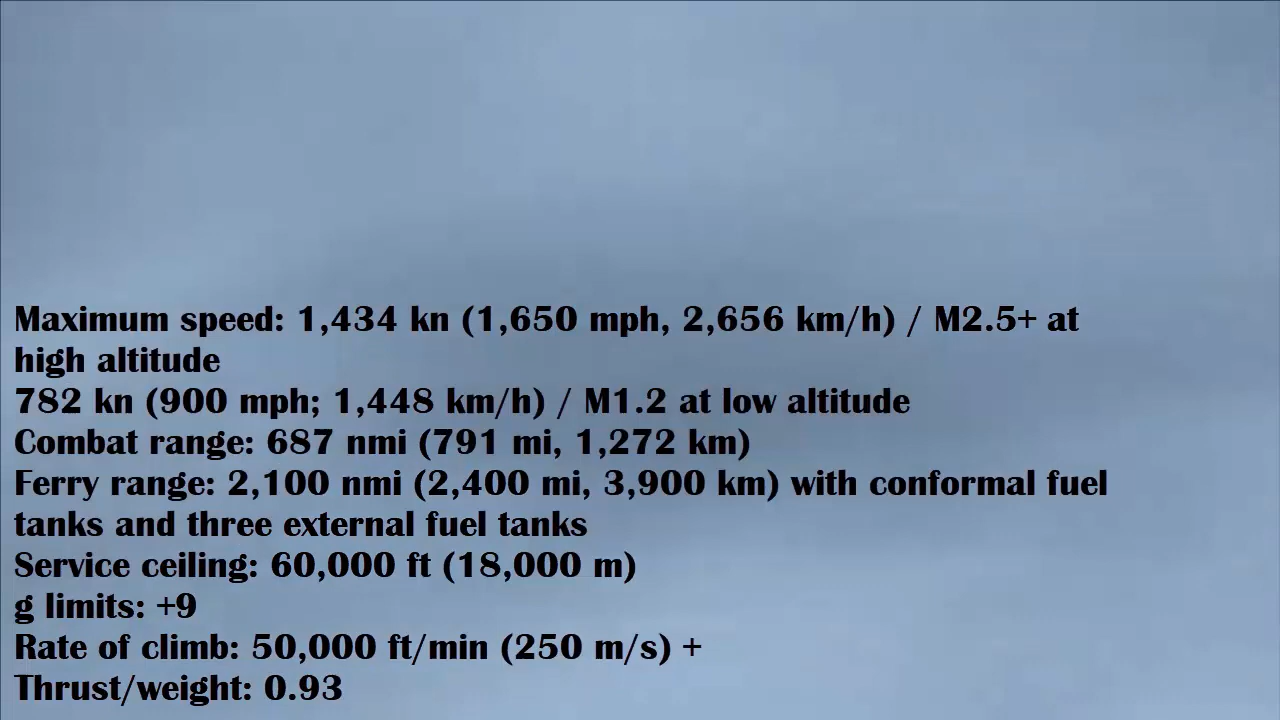 Maximum speed: 1,434 kn (1,650 mph, 2,656 km/h) / M2.5+ at
high altitude
782 kn (900 mph; 1,448 km/h) / M1.2 at low altitude
Combat range: 687 nmi (791 mi, 1,272 km)
Ferry range: 2,100 nmi (2,400 mi, 3,900 km) with conformal fuel
tanks and three external fuel tanks
Service ceiling: 60,000 ft (18,000 m)
g limits: +9
Rate of climb: 50,000 ft/min (250 m/s) +
Thrust/weight: 0.93